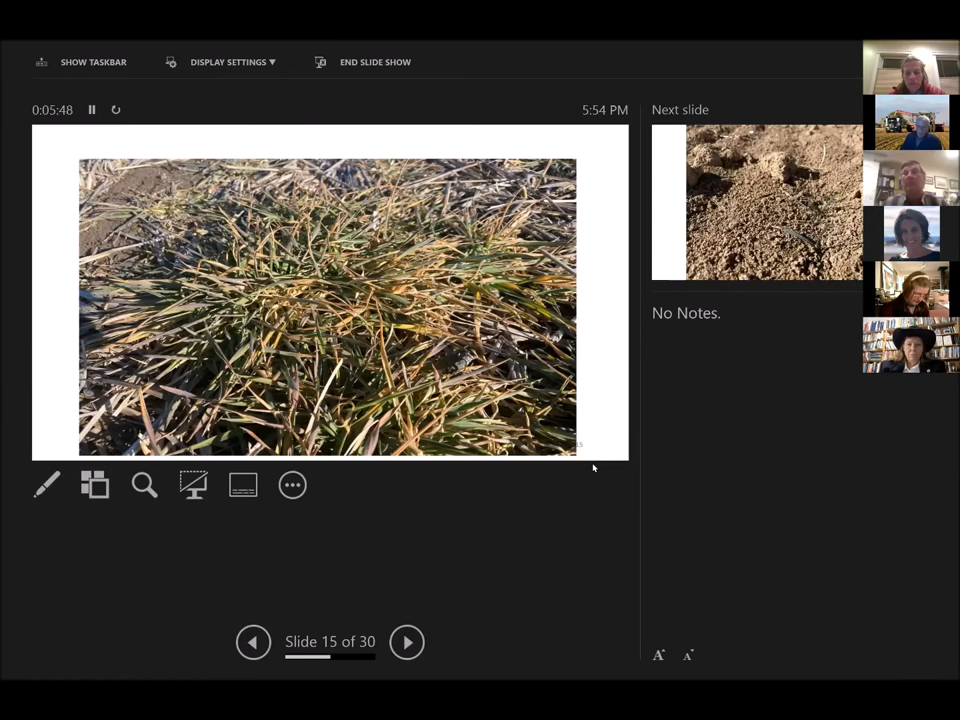 SHOW TASKBAR
DISPLAY SETTINGS ▼
END SLIDE SHOW
0:05:48
5:54 PM
Next slide
No Notes.
15
Slide 15 of 30
A A